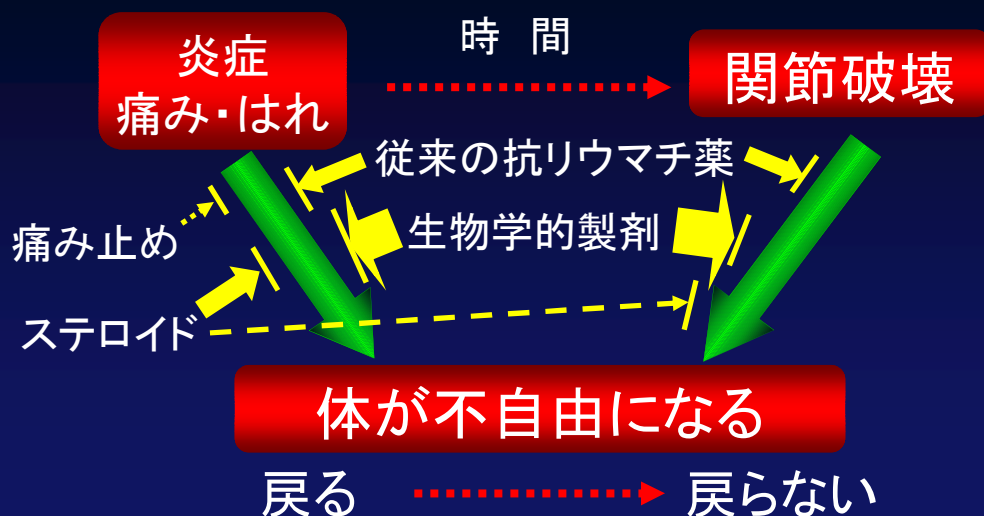 時 間
炎症
痛み・はれ
関節破壊
従来の抗リウマチ薬
生物学的製剤
痛み止め
ステロイド
体が不自由になる
戻る
戻らない